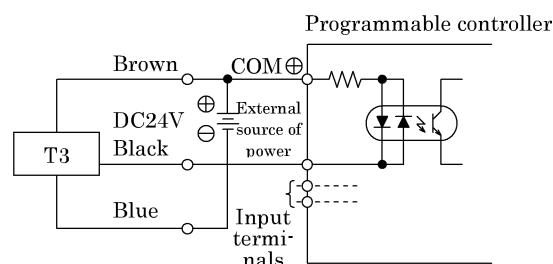 Programmable controller
Brown
COM⊕
⊕
External
DC24V
source of
⊖
power
Black
T3
Blue
Input
termi-
nals